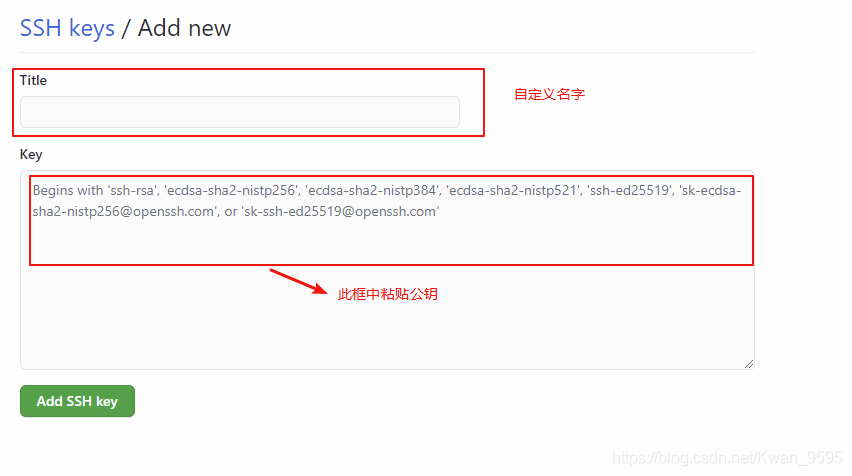 SSH keys / Add new
Title
自定义名字
Key
Begins with 'ssh-rsa', 'ecdsa-sha2-nistp256', 'ecdsa-sha2-nistp384', 'ecdsa-sha2-nistp521', 'ssh-ed25519', 'sk-ecdsa-
sha2-nistp256@openssh.com', or 'sk-ssh-ed25519@openssh.com'
此框中粘贴公钥
Add SSH key
https://blog.csdn.net/Kwan_9595